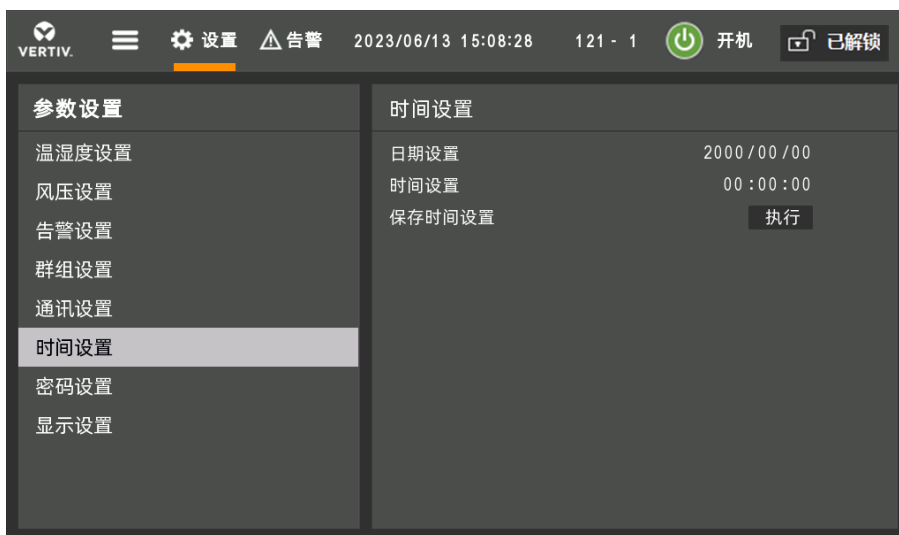 VERTIV. 设置 告警 2023/06/13 15:08:28 121 - 1 开机 已解锁
参数设置
温湿度设置
风压设置
告警设置
群组设置
通讯设置
时间设置
密码设置
显示设置
时间设置
日期设置 2000/00/00
时间设置 00:00:00
保存时间设置 执行